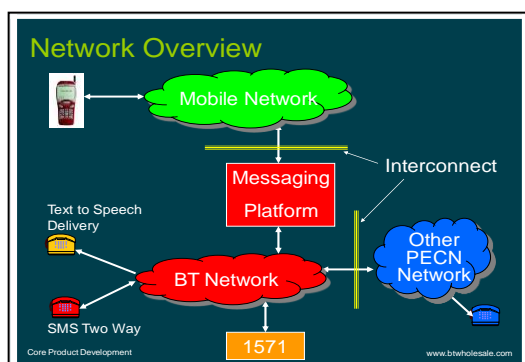 Network Overview
Mobile Network
Interconnect
Messaging
Platform
Text to Speech
Delivery
Other
PECN
Network
BT Network
SMS Two Way
1571
Core Product Development
www.btwholesale.com